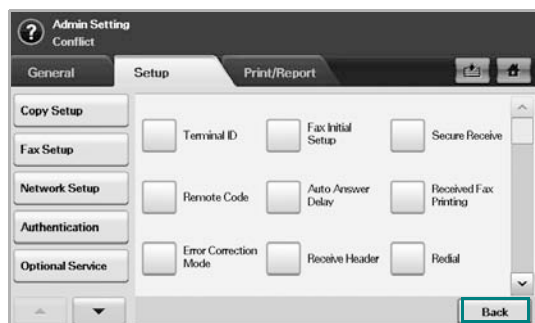 Admin Setting
Conflict
General
Setup
Print/Report
Copy Setup
Fax Setup
Network Setup
Authentication
Optional Service
Terminal ID
Fax Initial
Setup
Secure Receive
Remote Code
Auto Answer
Delay
Received Fax
Printing
Error Correction
Mode
Receive Header
Redial
Back